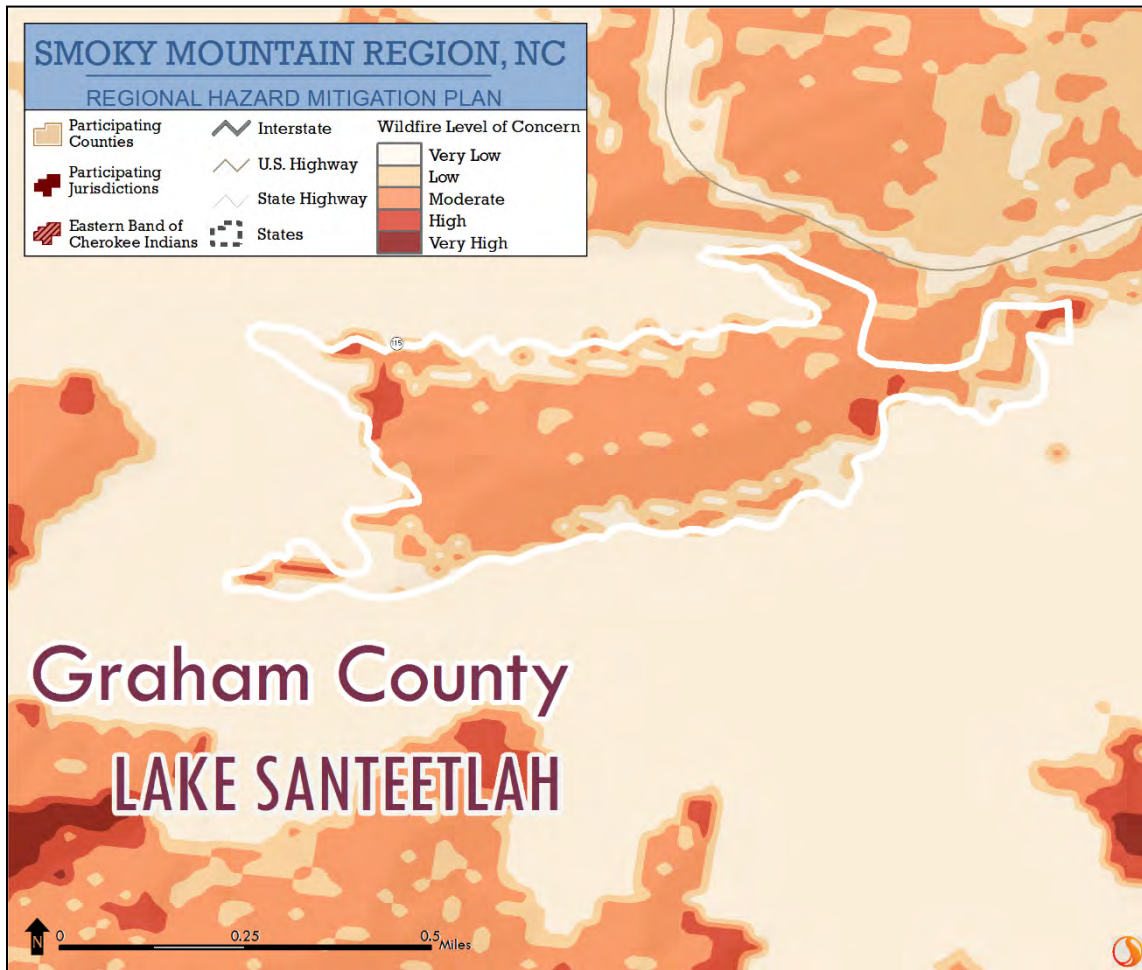 SMOKY MOUNTAIN REGION, NC
REGIONAL HAZARD MITIGATION PLAN
Participating
Counties
Participating
Jurisdictions
Eastern Band of
Cherokee Indians
Interstate
U.S. Highway
State Highway
States
Wildfire Level of Concern
Very Low
Low
Moderate
High
Very High
115
Graham County
LAKE SANTEETLAH
N
0 0.25 0.5 Miles